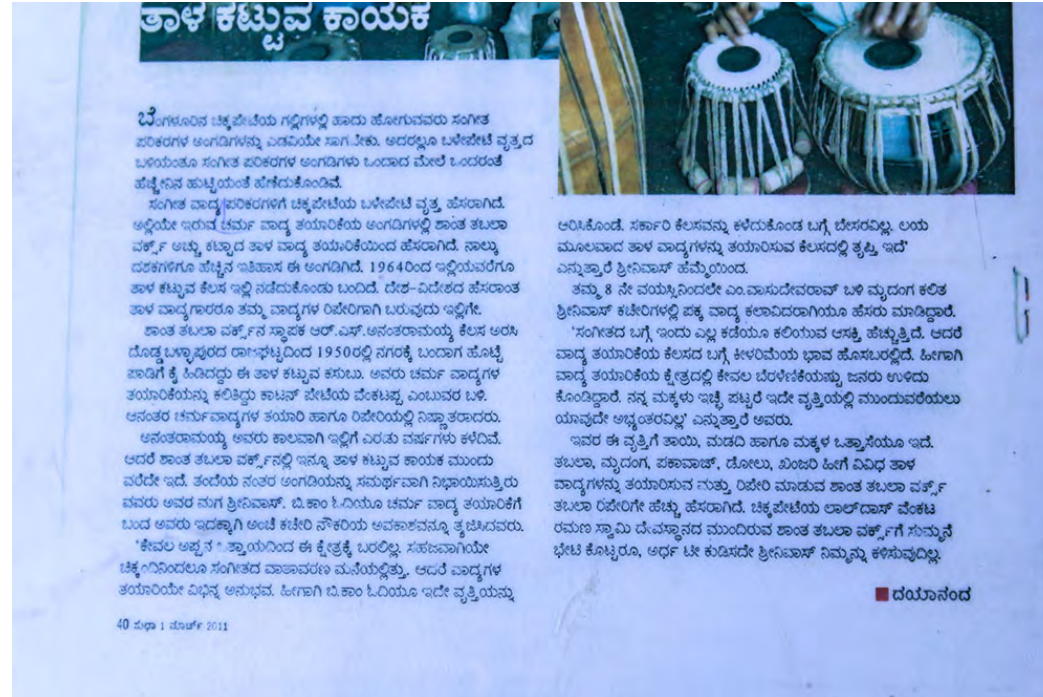 ತಾಳ ಕಟ್ಟುವ ಕಾಯಕ
ಬೆಂಗಳೂರಿನ ಚಿಕ್ಕಪೇಟೆಯ ಗಲ್ಲಿಗಳಲ್ಲಿ ಹಾದು ಹೋಗುವವರು ಸಂಗೀತ
ಪರಿಕರಗಳ ಅಂಗಡಿಗಳನ್ನು ಎಡವಿಯೇ ಸಾಗಬೇಕು. ಅದರಲ್ಲೂ ಬಳೇಪೇಟೆ ವೃತ್ತದ
ಬಳಿಯಂತೂ ಸಂಗೀತ ಪರಿಕರಗಳ ಅಂಗಡಿಗಳು ಒಂದಾದ ಮೇಲೆ ಒಂದರಂತೆ
ಹೆಜ್ಜೇನಿನ ಹುಟ್ಟಿಯಂತೆ ಹೆಣೆದುಕೊಂಡಿವೆ.
ಸಂಗೀತ ವಾದ್ಯ ಪರಿಕರಗಳಿಗೆ ಚಿಕ್ಕಪೇಟೆಯ ಬಳೇಪೇಟೆ ವೃತ್ತ ಹೆಸರಾಗಿದೆ.
ಅಲ್ಲಿಯೇ ಇರುವ ಚರ್ಮ ವಾದ್ಯ ತಯಾರಿಕೆಯ ಅಂಗಡಿಗಳಲ್ಲಿ ಶಾಂತ ತಬಲಾ
ವರ್ಕ್ಸ್ ಅಚ್ಚು ಕಟ್ಟಾದ ತಾಳ ವಾದ್ಯ ತಯಾರಿಕೆಯಿಂದ ಹೆಸರಾಗಿದೆ. ನಾಲ್ಕು
ದಶಕಗಳಿಗೂ ಹೆಚ್ಚಿನ ಇತಿಹಾಸ ಈ ಅಂಗಡಿಗಿದೆ. 1964ರಿಂದ ಇಲ್ಲಿಯವರೆಗೂ
ತಾಳ ಕಟ್ಟುವ ಕೆಲಸ ಇಲ್ಲಿ ನಡೆದುಕೊಂಡು ಬಂದಿದೆ. ದೇಶ-ವಿದೇಶದ ಹೆಸರಾಂತ
ತಾಳ ವಾದ್ಯಗಾರರೂ ತಮ್ಮ ವಾದ್ಯಗಳ ರಿಪೇರಿಗಾಗಿ ಬರುವುದು ಇಲ್ಲಿಗೇ.
ಶಾಂತ ತಬಲಾ ವರ್ಕ್ಸ್‌ನ ಸ್ಥಾಪಕ ಆರ್.ಎಸ್.ಅನಂತರಾಮಯ್ಯ ಕೆಲಸ ಅರಸಿ
ದೊಡ್ಡಬಳ್ಳಾಪುರದ ರಾಜಘಟ್ಟದಿಂದ 1950ರಲ್ಲಿ ನಗರಕ್ಕೆ ಬಂದಾಗ ಹೊಟ್ಟೆ
ಪಾಡಿಗೆ ಕೈ ಹಿಡಿದದ್ದು ಈ ತಾಳ ಕಟ್ಟುವ ಕಸುಬು. ಅವರು ಚರ್ಮ ವಾದ್ಯಗಳ
ತಯಾರಿಕೆಯನ್ನು ಕಲಿತಿದ್ದು ಕಾಟನ್ ಪೇಟೆಯ ವೆಂಕಟಪ್ಪ ಎಂಬುವರ ಬಳಿ.
ಆನಂತರ ಚರ್ಮವಾದ್ಯಗಳ ತಯಾರಿ ಹಾಗೂ ರಿಪೇರಿಯಲ್ಲಿ ನಿಷ್ಣಾತರಾದರು.
ಅನಂತರಾಮಯ್ಯ ಅವರು ಕಾಲವಾಗಿ ಇಲ್ಲಿಗೆ ಎರಡು ವರ್ಷಗಳು ಕಳೆದಿವೆ.
ಆದರೆ ಶಾಂತ ತಬಲಾ ವರ್ಕ್ಸ್‌ನಲ್ಲಿ ಇನ್ನೂ ತಾಳ ಕಟ್ಟುವ ಕಾಯಕ ಮುಂದು
ವರೆದೇ ಇದೆ. ತಂದೆಯ ನಂತರ ಅಂಗಡಿಯನ್ನು ಸಮರ್ಥವಾಗಿ ನಿಭಾಯಿಸುತ್ತಿರು
ವವರು ಅವರ ಮಗ ಶ್ರೀನಿವಾಸ್. ಬಿ.ಕಾಂ ಓದಿಯೂ ಚರ್ಮ ವಾದ್ಯ ತಯಾರಿಕೆಗೆ
ಬಂದ ಅವರು ಇದಕ್ಕಾಗಿ ಅಂಚೆ ಕಚೇರಿ ನೌಕರಿಯ ಅವಕಾಶವನ್ನೂ ತ್ಯಜಿಸಿದವರು.
'ಕೇವಲ ಅಪ್ಪನ ಒತ್ತಾಯದಿಂದ ಈ ಕ್ಷೇತ್ರಕ್ಕೆ ಬರಲಿಲ್ಲ. ಸಹಜವಾಗಿಯೇ
ಚಿಕ್ಕಂದಿನಿಂದಲೂ ಸಂಗೀತದ ವಾತಾವರಣ ಮನೆಯಲ್ಲಿತ್ತು. ಆದರೆ ವಾದ್ಯಗಳ
ತಯಾರಿಯೇ ವಿಭಿನ್ನ ಅನುಭವ. ಹೀಗಾಗಿ ಬಿ.ಕಾಂ ಓದಿಯೂ ಇದೇ ವೃತ್ತಿಯನ್ನು
ಆರಿಸಿಕೊಂಡೆ. ಸರ್ಕಾರಿ ಕೆಲಸವನ್ನು ಕಳೆದುಕೊಂಡ ಬಗ್ಗೆ ಬೇಸರವಿಲ್ಲ. ಲಯ
ಮೂಲವಾದ ತಾಳ ವಾದ್ಯಗಳನ್ನು ತಯಾರಿಸುವ ಕೆಲಸದಲ್ಲಿ ತೃಪ್ತಿ ಇದೆ'
ಎನ್ನುತ್ತಾರೆ ಶ್ರೀನಿವಾಸ್ ಹೆಮ್ಮೆಯಿಂದ.
ತಮ್ಮ 8 ನೇ ವಯಸ್ಸಿನಿಂದಲೇ ಎಂ.ವಾಸುದೇವರಾವ್ ಬಳಿ ಮೃದಂಗ ಕಲಿತ
ಶ್ರೀನಿವಾಸ್ ಕಚೇರಿಗಳಲ್ಲಿ ಪಕ್ಕ ವಾದ್ಯ ಕಲಾವಿದರಾಗಿಯೂ ಹೆಸರು ಮಾಡಿದ್ದಾರೆ.
'ಸಂಗೀತದ ಬಗ್ಗೆ ಇಂದು ಎಲ್ಲ ಕಡೆಯೂ ಕಲಿಯುವ ಆಸಕ್ತಿ ಹೆಚ್ಚುತ್ತಿದೆ. ಆದರೆ
ವಾದ್ಯ ತಯಾರಿಕೆಯ ಕೆಲಸದ ಬಗ್ಗೆ ಕೀಳರಿಮೆಯ ಭಾವ ಹೊಸಬರಲ್ಲಿದೆ. ಹೀಗಾಗಿ
ವಾದ್ಯ ತಯಾರಿಕೆಯ ಕ್ಷೇತ್ರದಲ್ಲಿ ಕೇವಲ ಬೆರಳೆಣಿಕೆಯಷ್ಟು ಜನರು ಉಳಿದು
ಕೊಂಡಿದ್ದಾರೆ. ನನ್ನ ಮಕ್ಕಳು ಇಚ್ಛೆ ಪಟ್ಟರೆ ಇದೇ ವೃತ್ತಿಯಲ್ಲಿ ಮುಂದುವರೆಯಲು
ಯಾವುದೇ ಅಭ್ಯಂತರವಿಲ್ಲ' ಎನ್ನುತ್ತಾರೆ ಅವರು.
ಇವರ ಈ ವೃತ್ತಿಗೆ ತಾಯಿ, ಮಡದಿ ಹಾಗೂ ಮಕ್ಕಳ ಒತ್ತಾಸೆಯೂ ಇದೆ.
ತಬಲಾ, ಮೃದಂಗ, ಪಕಾವಾಜ್, ಡೋಲು, ಖಂಜರಿ ಹೀಗೆ ವಿವಿಧ ತಾಳ
ವಾದ್ಯಗಳನ್ನು ತಯಾರಿಸುವ ಮತ್ತು ರಿಪೇರಿ ಮಾಡುವ ಶಾಂತ ತಬಲಾ ವರ್ಕ್ಸ್
ತಬಲಾ ರಿಪೇರಿಗೇ ಹೆಚ್ಚು ಹೆಸರಾಗಿದೆ. ಚಿಕ್ಕಪೇಟೆಯ ಲಾಲ್‌ದಾಸ್ ವೆಂಕಟ
ರಮಣ ಸ್ವಾಮಿ ದೇವಸ್ಥಾನದ ಮುಂದಿರುವ ಶಾಂತ ತಬಲಾ ವರ್ಕ್ಸ್‌ಗೆ ಸುಮ್ಮನೆ
ಭೇಟಿ ಕೊಟ್ಟರೂ, ಅರ್ಧ ಟೀ ಕುಡಿಸದೇ ಶ್ರೀನಿವಾಸ್ ನಿಮ್ಮನ್ನು ಕಳಿಸುವುದಿಲ್ಲ.
ದಯಾನಂದ
40 ಸುಧಾ 1 ಮಾರ್ಚ್ 2011